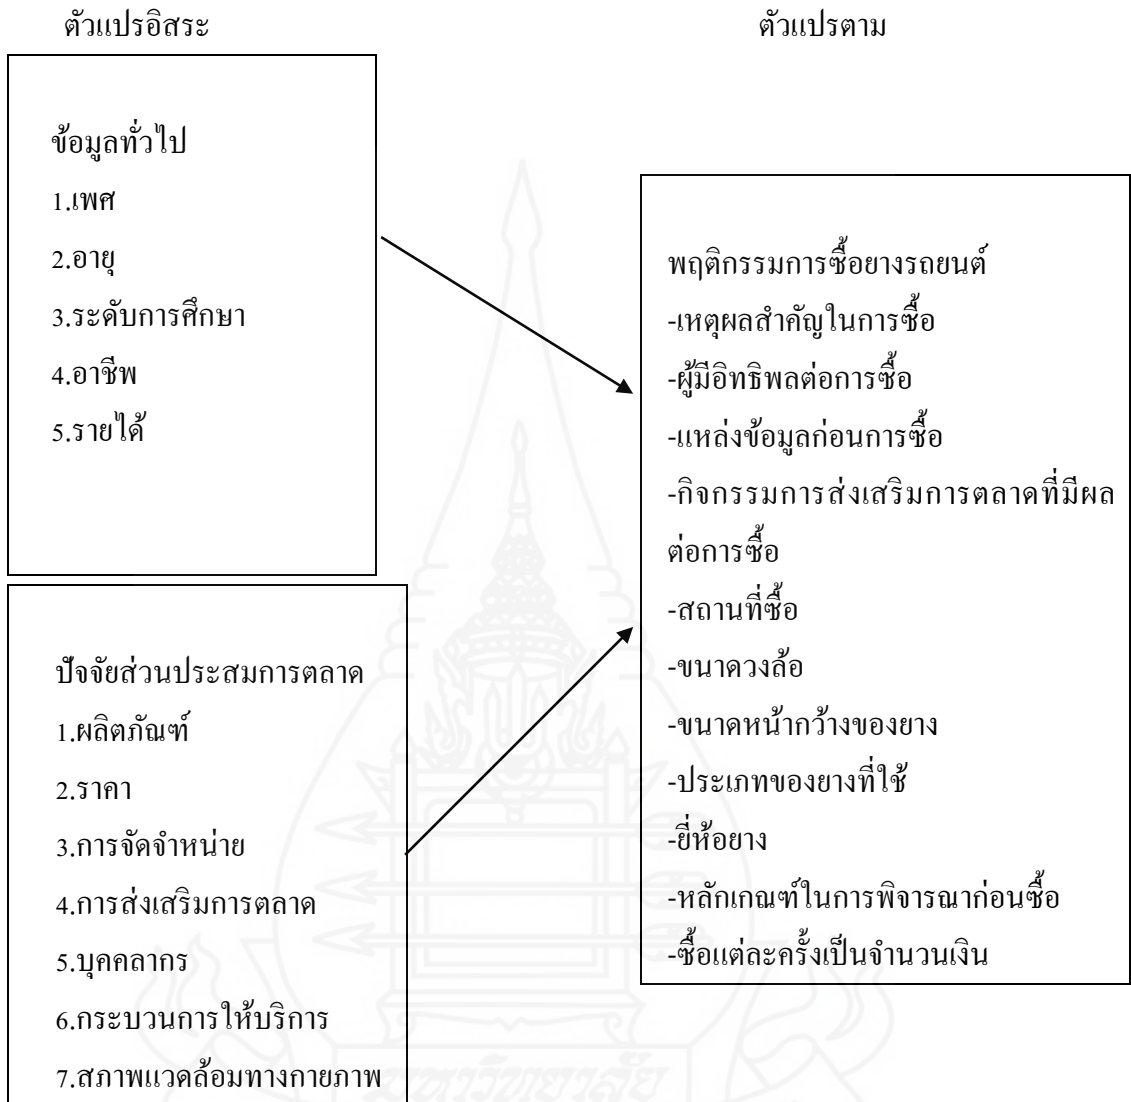 ตัวแปรอิสระ
ตัวแปรตาม
ข้อมูลทั่วไป
1.เพศ
2.อายุ
3.ระดับการศึกษา
4.อาชีพ
5.รายได้
ปัจจัยส่วนประสมการตลาด
1.ผลิตภัณฑ์
2.ราคา
3.การจัดจำหน่าย
4.การส่งเสริมการตลาด
5.บุคคลากร
6.กระบวนการให้บริการ
7.สภาพแวดล้อมทางกายภาพ
พฤติกรรมการซื้อยางรถยนต์
-เหตุผลสำคัญในการซื้อ
-ผู้มีอิทธิพลต่อการซื้อ
-แหล่งข้อมูลก่อนการซื้อ
-กิจกรรมการส่งเสริมการตลาดที่มีผล
ต่อการซื้อ
-สถานที่ซื้อ
-ขนาดวงล้อ
-ขนาดหน้ากว้างของยาง
-ประเภทของยางที่ใช้
-ยี่ห้อยาง
-หลักเกณฑ์ในการพิจารณาก่อนซื้อ
-ซื้อแต่ละครั้งเป็นจำนวนเงิน
มหาวิทยาลัย